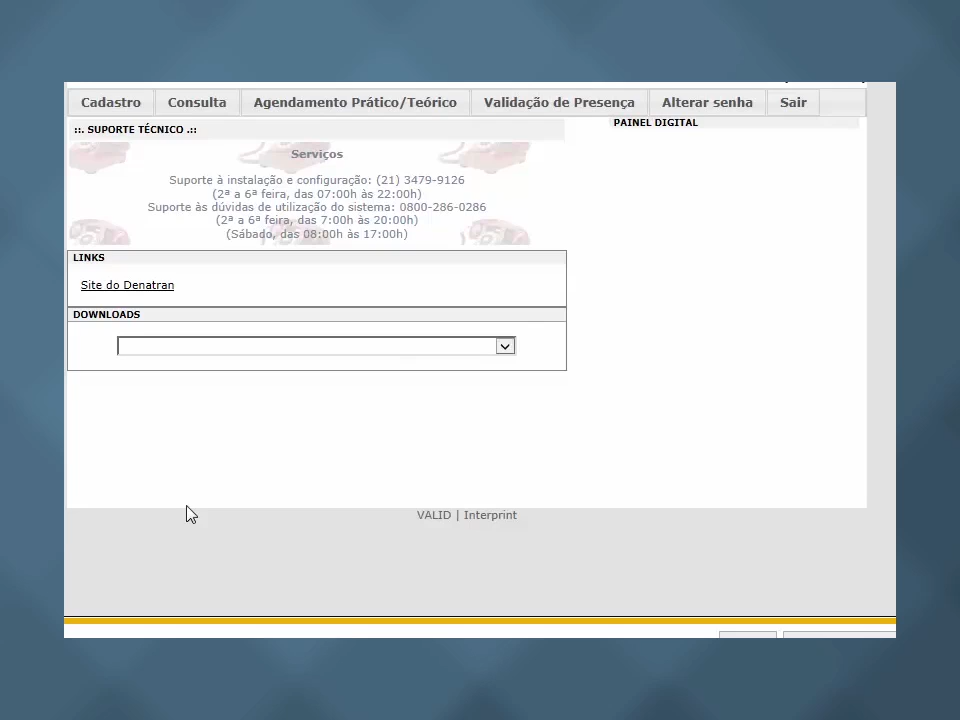 Cadastro Consulta Agendamento Prático/Teórico Validação de Presença Alterar senha Sair
::. SUPORTE TÉCNICO .::
PAINEL DIGITAL
Serviços
Suporte à instalação e configuração: (21) 3479-9126
(2ª a 6ª feira, das 07:00h às 22:00h)
Suporte às dúvidas de utilização do sistema: 0800-286-0286
(2ª a 6ª feira, das 7:00h às 20:00h)
(Sábado, das 08:00h às 17:00h)
LINKS
Site do Denatran
DOWNLOADS
VALID | Interprint